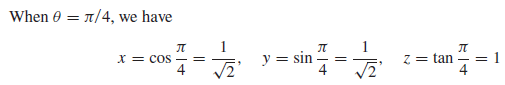 When θ = π/4, we have
x = cos π/4 = 1/√2, y = sin π/4 = 1/√2, z = tan π/4 = 1